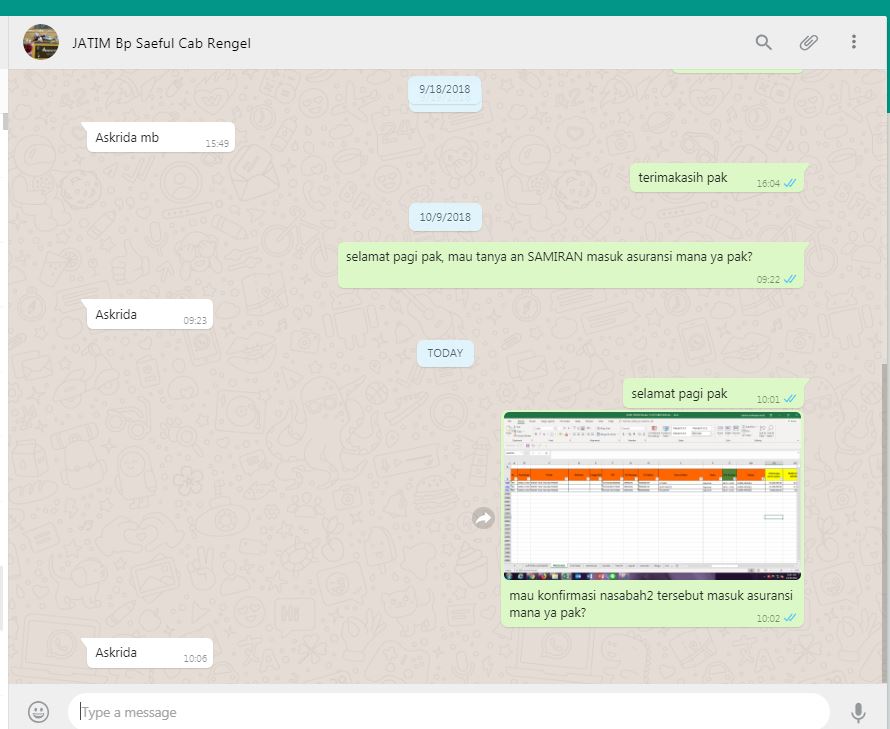 JATIM Bp Saeful Cab Rengel
9/18/2018
Askrida mb
15:49
terimakasih pak
16:04
10/9/2018
selamat pagi pak, mau tanya an SAMIRAN masuk asuransi mana ya pak?
09:22
Askrida
09:23
TODAY
selamat pagi pak
10:01
mau konfirmasi nasabah2 tersebut masuk asuransi
mana ya pak?
10:02
Askrida
10:06
Type a message